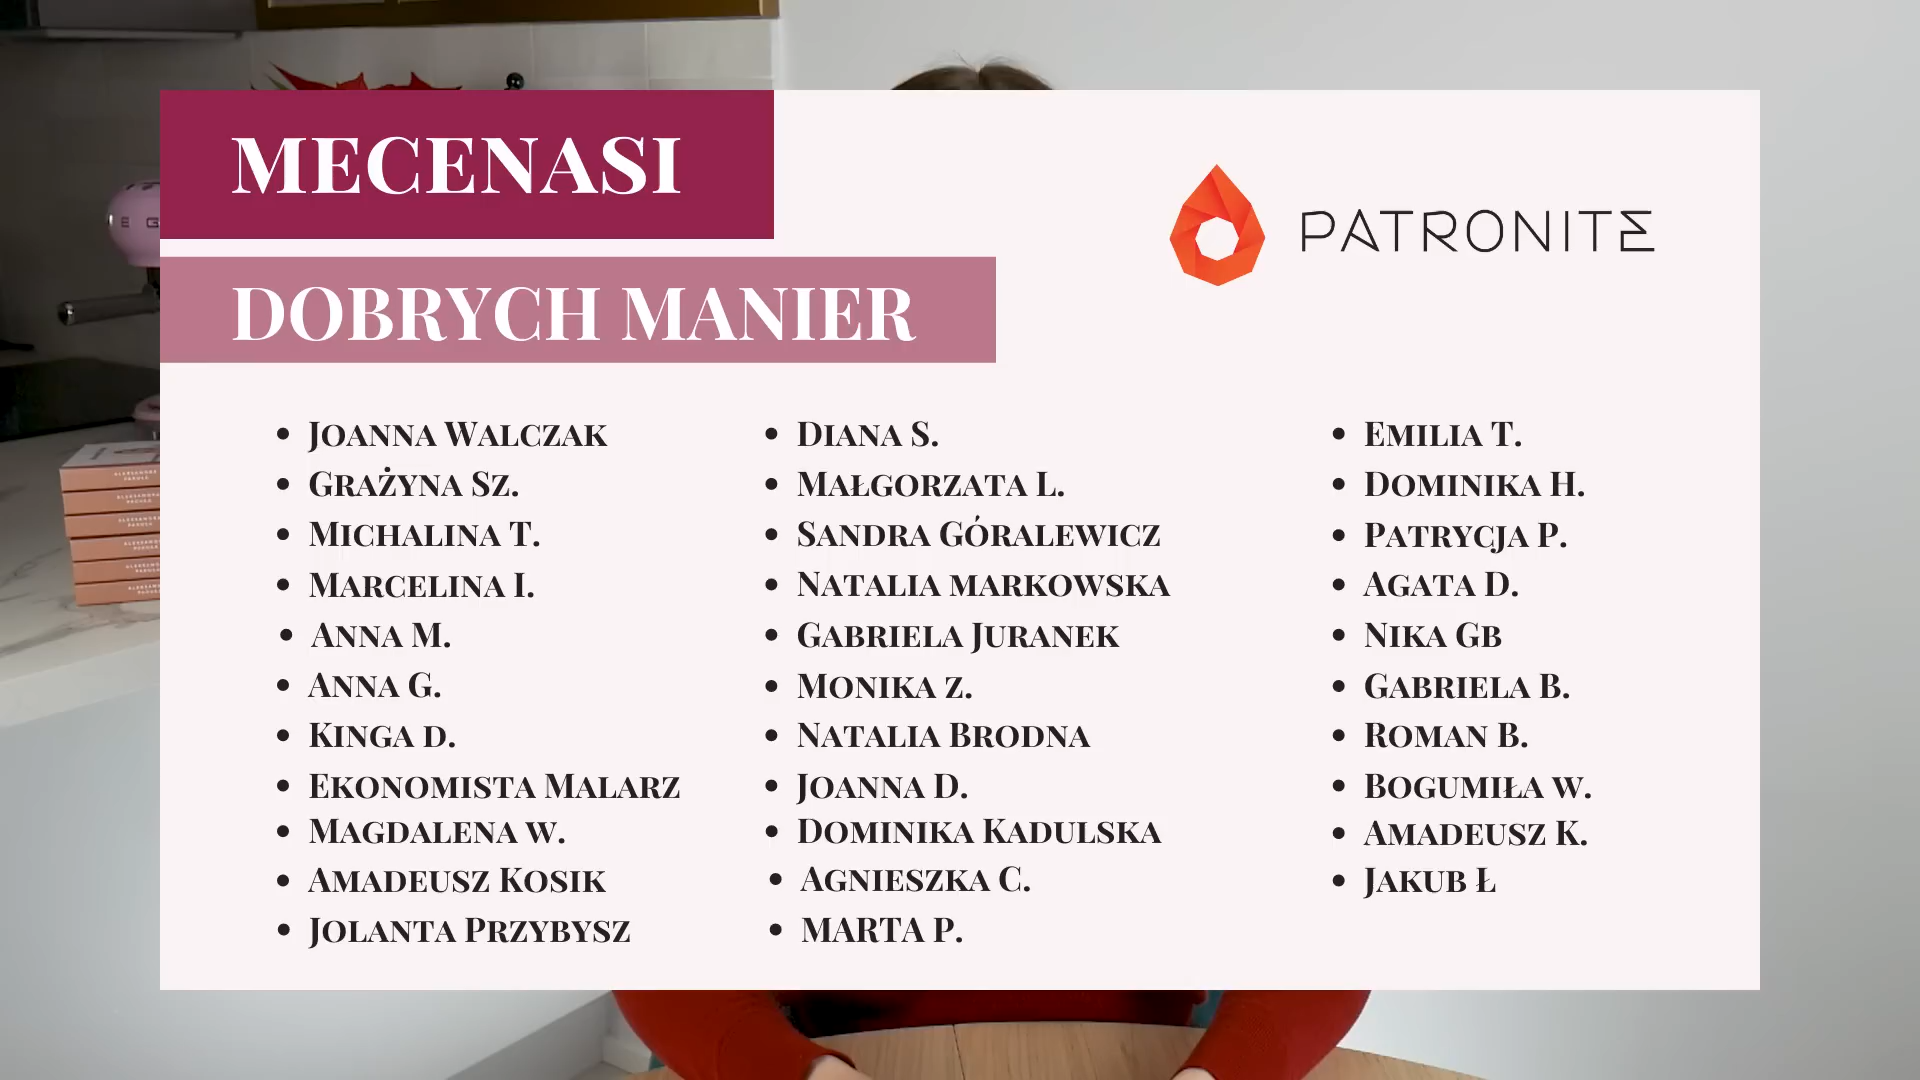 MECENASI
DOBRYCH MANIER
PATRONITE
Joanna Walczak
Grażyna Sz.
Michalina T.
Marcelina I.
Anna M.
Anna G.
Kinga d.
Ekonomista Malarz
Magdalena w.
Amadeusz Kosik
Jolanta Przybysz
Diana S.
Małgorzata L.
Sandra Góralewicz
Natalia markowska
Gabriela Juranek
Monika z.
Natalia Brodna
Joanna D.
Dominika Kadulska
Agnieszka C.
MARTA P.
Emilia T.
Dominika H.
Patrycja P.
Agata D.
Nika Gb
Gabriela B.
Roman B.
Bogumiła w.
Amadeusz K.
Jakub Ł